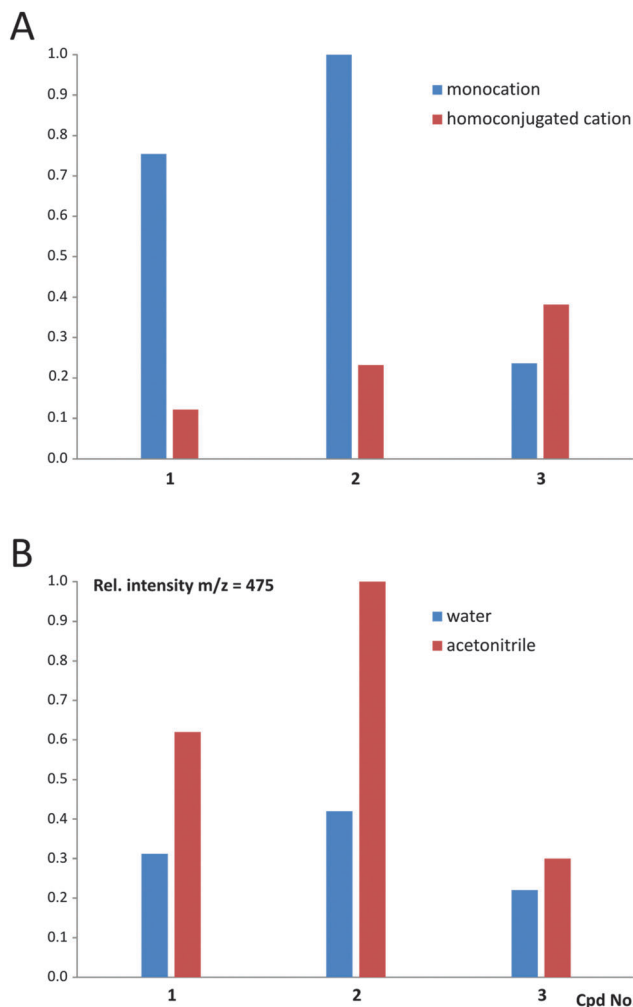 A
1.0
0.9
0.8
0.7
0.6
0.5
0.4
0.3
0.2
0.1
0.0
monocation
homoconjugated cation
1 2 3
B
Rel. intensity m/z = 475
1.0
0.9
0.8
0.7
0.6
0.5
0.4
0.3
0.2
0.1
0.0
water
acetonitrile
1 2 3 Cpd No